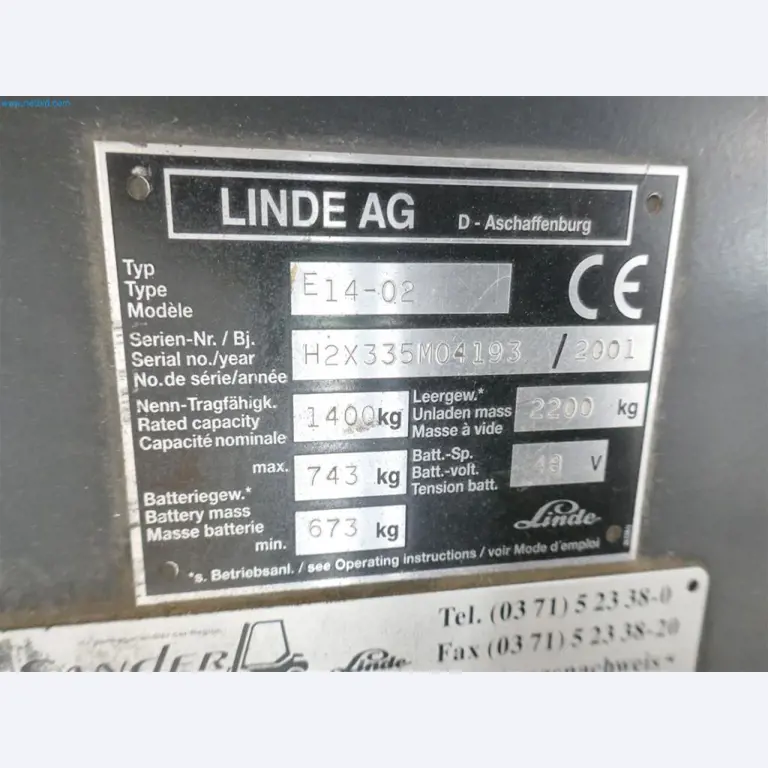 LINDE AG D - Aschaffenburg
Typ
Type
Modèle
E14-02
CE
Serien-Nr. / Bj.
Serial no./year
No.de série/année
H2X335M04193 / 2001
Nenn-Tragfähigk.
Rated capacity
Capacité nominale
1400kg
Leergew.*
Unladen mass
Masse à vide
2200 kg
max. 743 kg
Batt.-Sp.
Batt.-volt.
Tension batt.
48 V
Batteriegew.*
Battery mass
Masse batterie
min. 673 kg
Linde
*s. Betriebsanl. / see Operating instructions / voir Mode d'emploi
Tel. (03 71) 5 23 38-0
SANDER Linde
Fax (03 71) 5 23 38-20